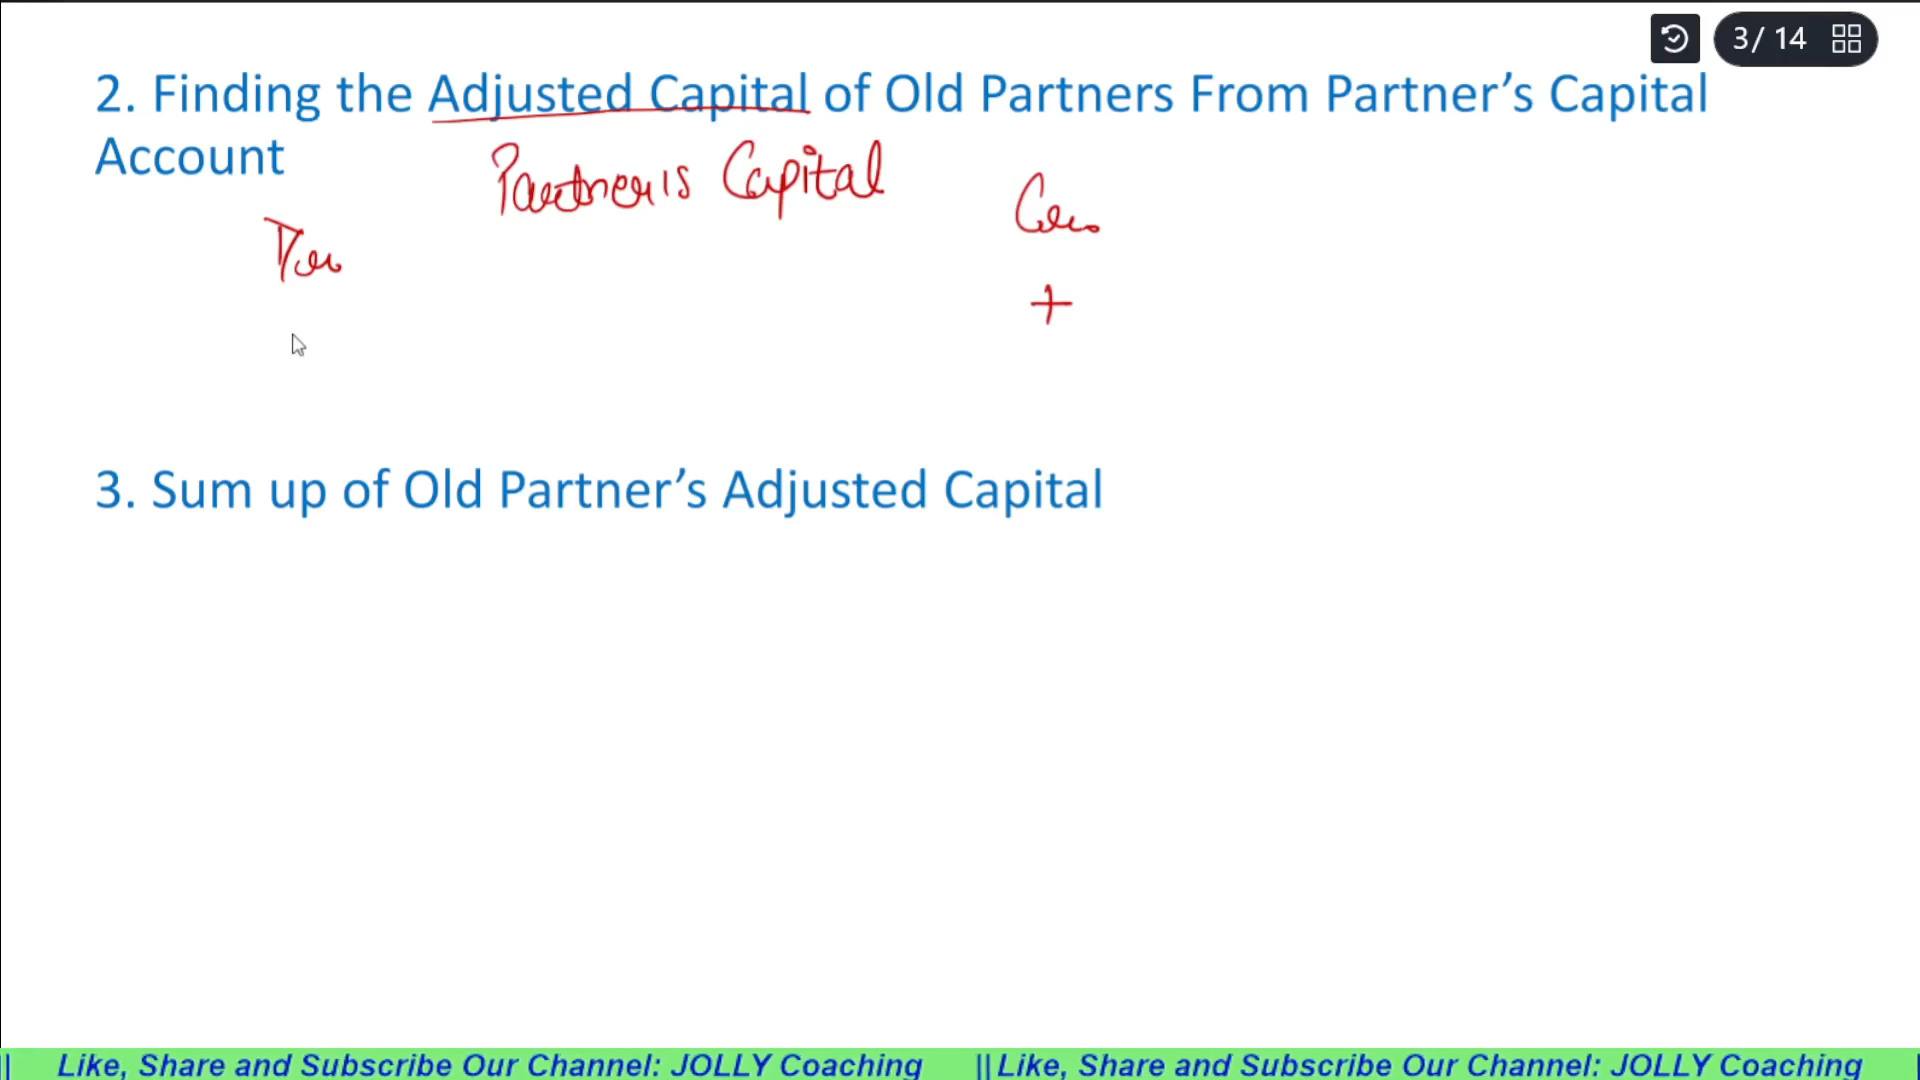 3/ 14
2. Finding the Adjusted Capital of Old Partners From Partner's Capital
Account
Partner's Capital
Dr.
Cr.
+
3. Sum up of Old Partner's Adjusted Capital
|| Like, Share and Subscribe Our Channel: JOLLY Coaching || Like, Share and Subscribe Our Channel: JOLLY Coaching |